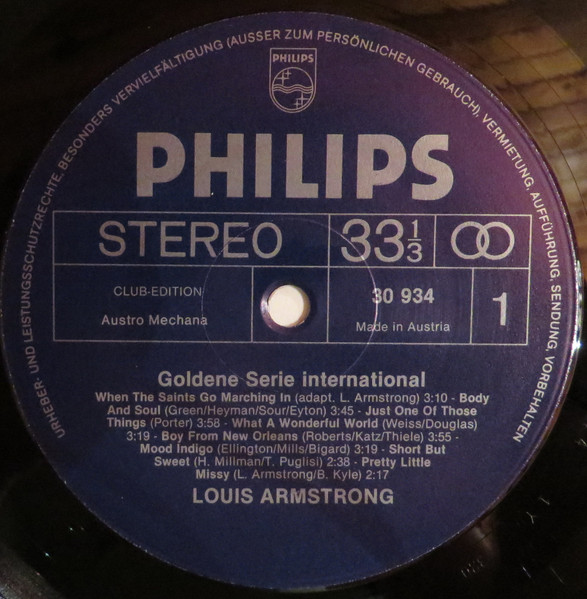 URHEBER- UND LEISTUNGSSCHUTZRECHTE, BESONDERS VERVIELFÄLTIGUNG (AUSSER ZUM PERSÖNLICHEN GEBRAUCH), VERMIETUNG, AUFFÜHRUNG, SENDUNG, VORBEHALTEN
PHILIPS
PHILIPS
STEREO 33 1/3
CLUB-EDITION 30 934 1
Austro Mechana Made in Austria
Goldene Serie international
When The Saints Go Marching In (adapt. L. Armstrong) 3:10 - Body
And Soul (Green/Heyman/Sour/Eyton) 3:45 - Just One Of Those
Things (Porter) 3:58 - What A Wonderful World (Weiss/Douglas)
3:19 - Boy From New Orleans (Roberts/Katz/Thiele) 3:55 -
Mood Indigo (Ellington/Mills/Bigard) 3:19 - Short But
Sweet (H. Millman/T. Puglisi) 2:38 - Pretty Little
Missy (L. Armstrong/B. Kyle) 2:17
LOUIS ARMSTRONG